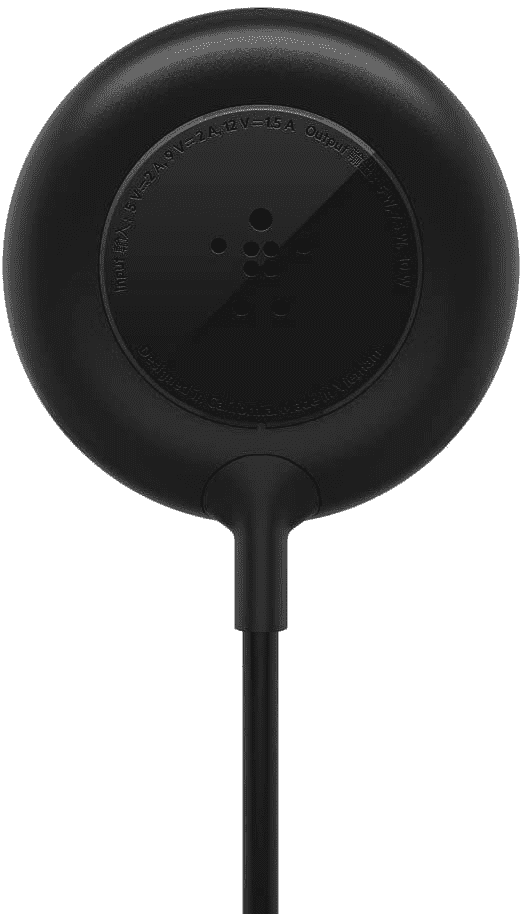 Input 输入: 5 V⎓2 A, 9 V⎓2 A, 12 V⎓1.5 A Output 输出: 5 W, 7.5 W, 10 W
Designed in California. Made in Vietnam